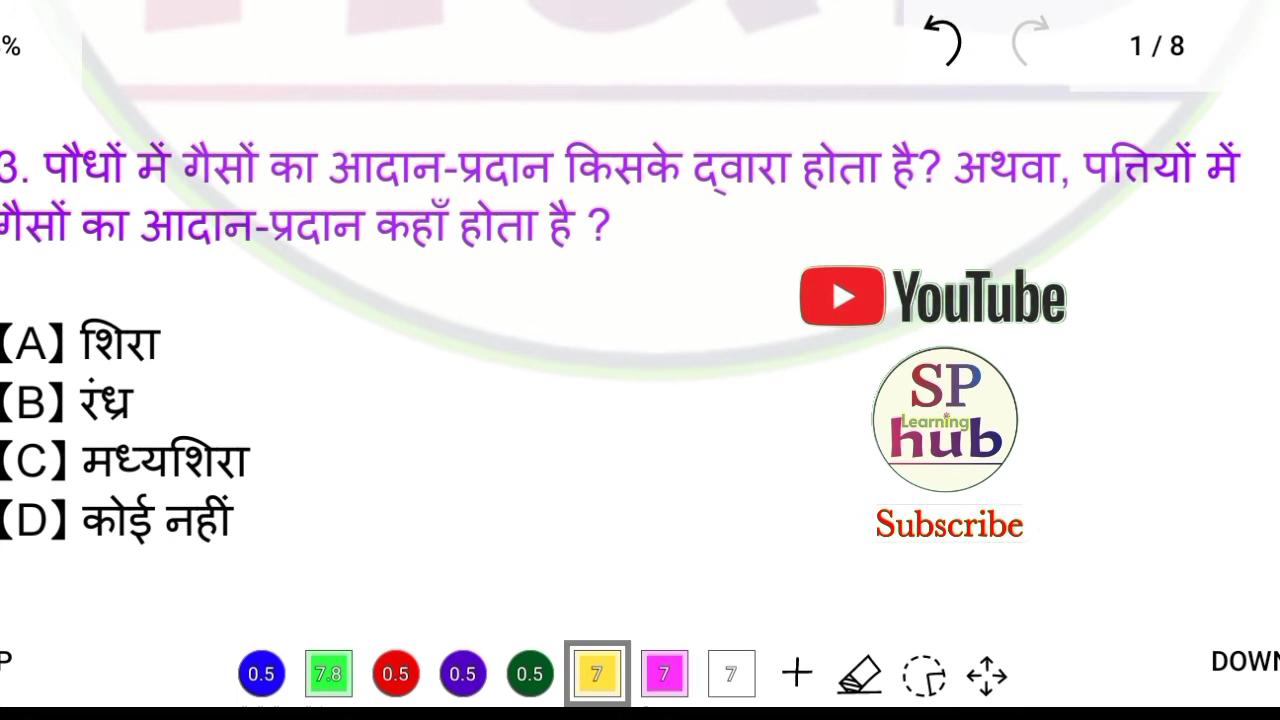 %
1 / 8
3. पौधों में गैसों का आदान-प्रदान किसके द्वारा होता है? अथवा, पत्तियों में
गैसों का आदान-प्रदान कहाँ होता है ?
YouTube
【A】 शिरा
【B】 रंध्र
【C】 मध्यशिरा
【D】 कोई नहीं
SP
Learning
hub
Subscribe
P
0.5 7.8 0.5 0.5 0.5 7 7 7
DOWN